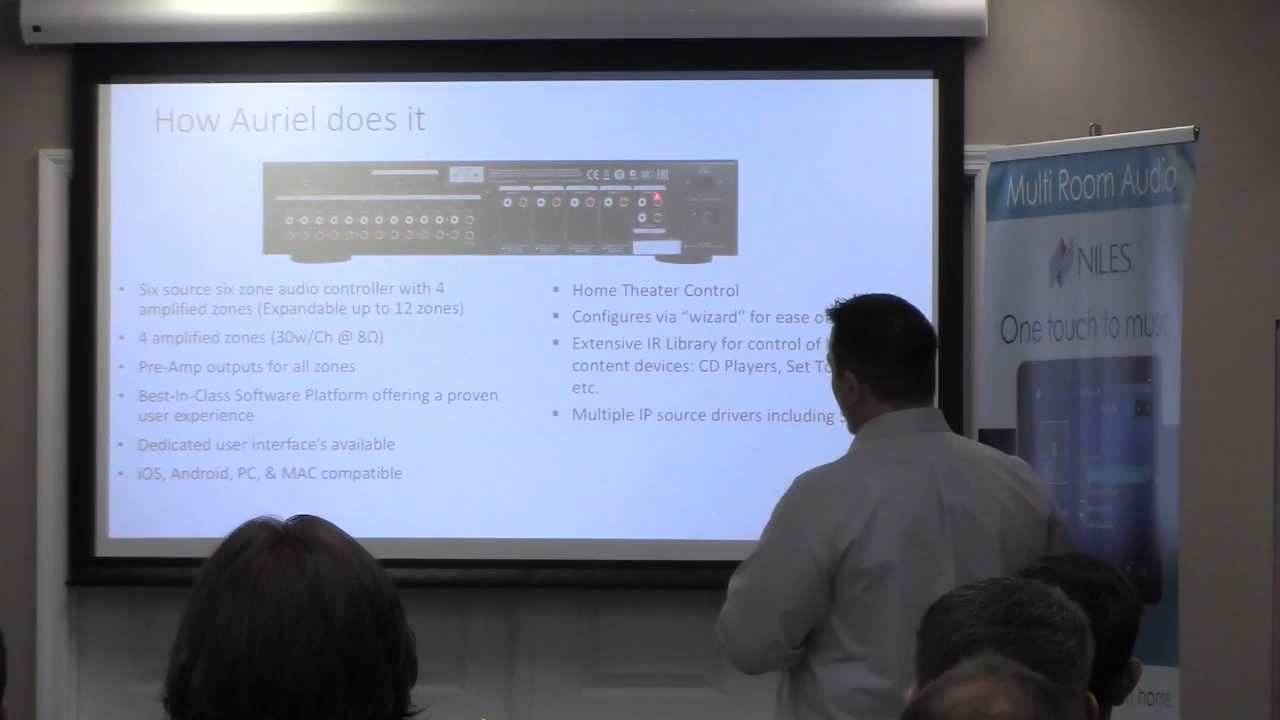 How Auriel does it
Six source six zone audio controller with 4
amplified zones (Expandable up to 12 zones)
4 amplified zones (30w/Ch @ 8Ω)
Pre-Amp outputs for all zones
Best-In-Class Software Platform offering a proven
user experience
Dedicated user interface's available
iOS, Android, PC, & MAC compatible
Home Theater Control
Configures via "wizard" for ease
Extensive IR Library for control of
content devices: CD Players, Set
etc.
Multiple IP source drivers including
Multi Room Audio
NILES
One touch to music
home